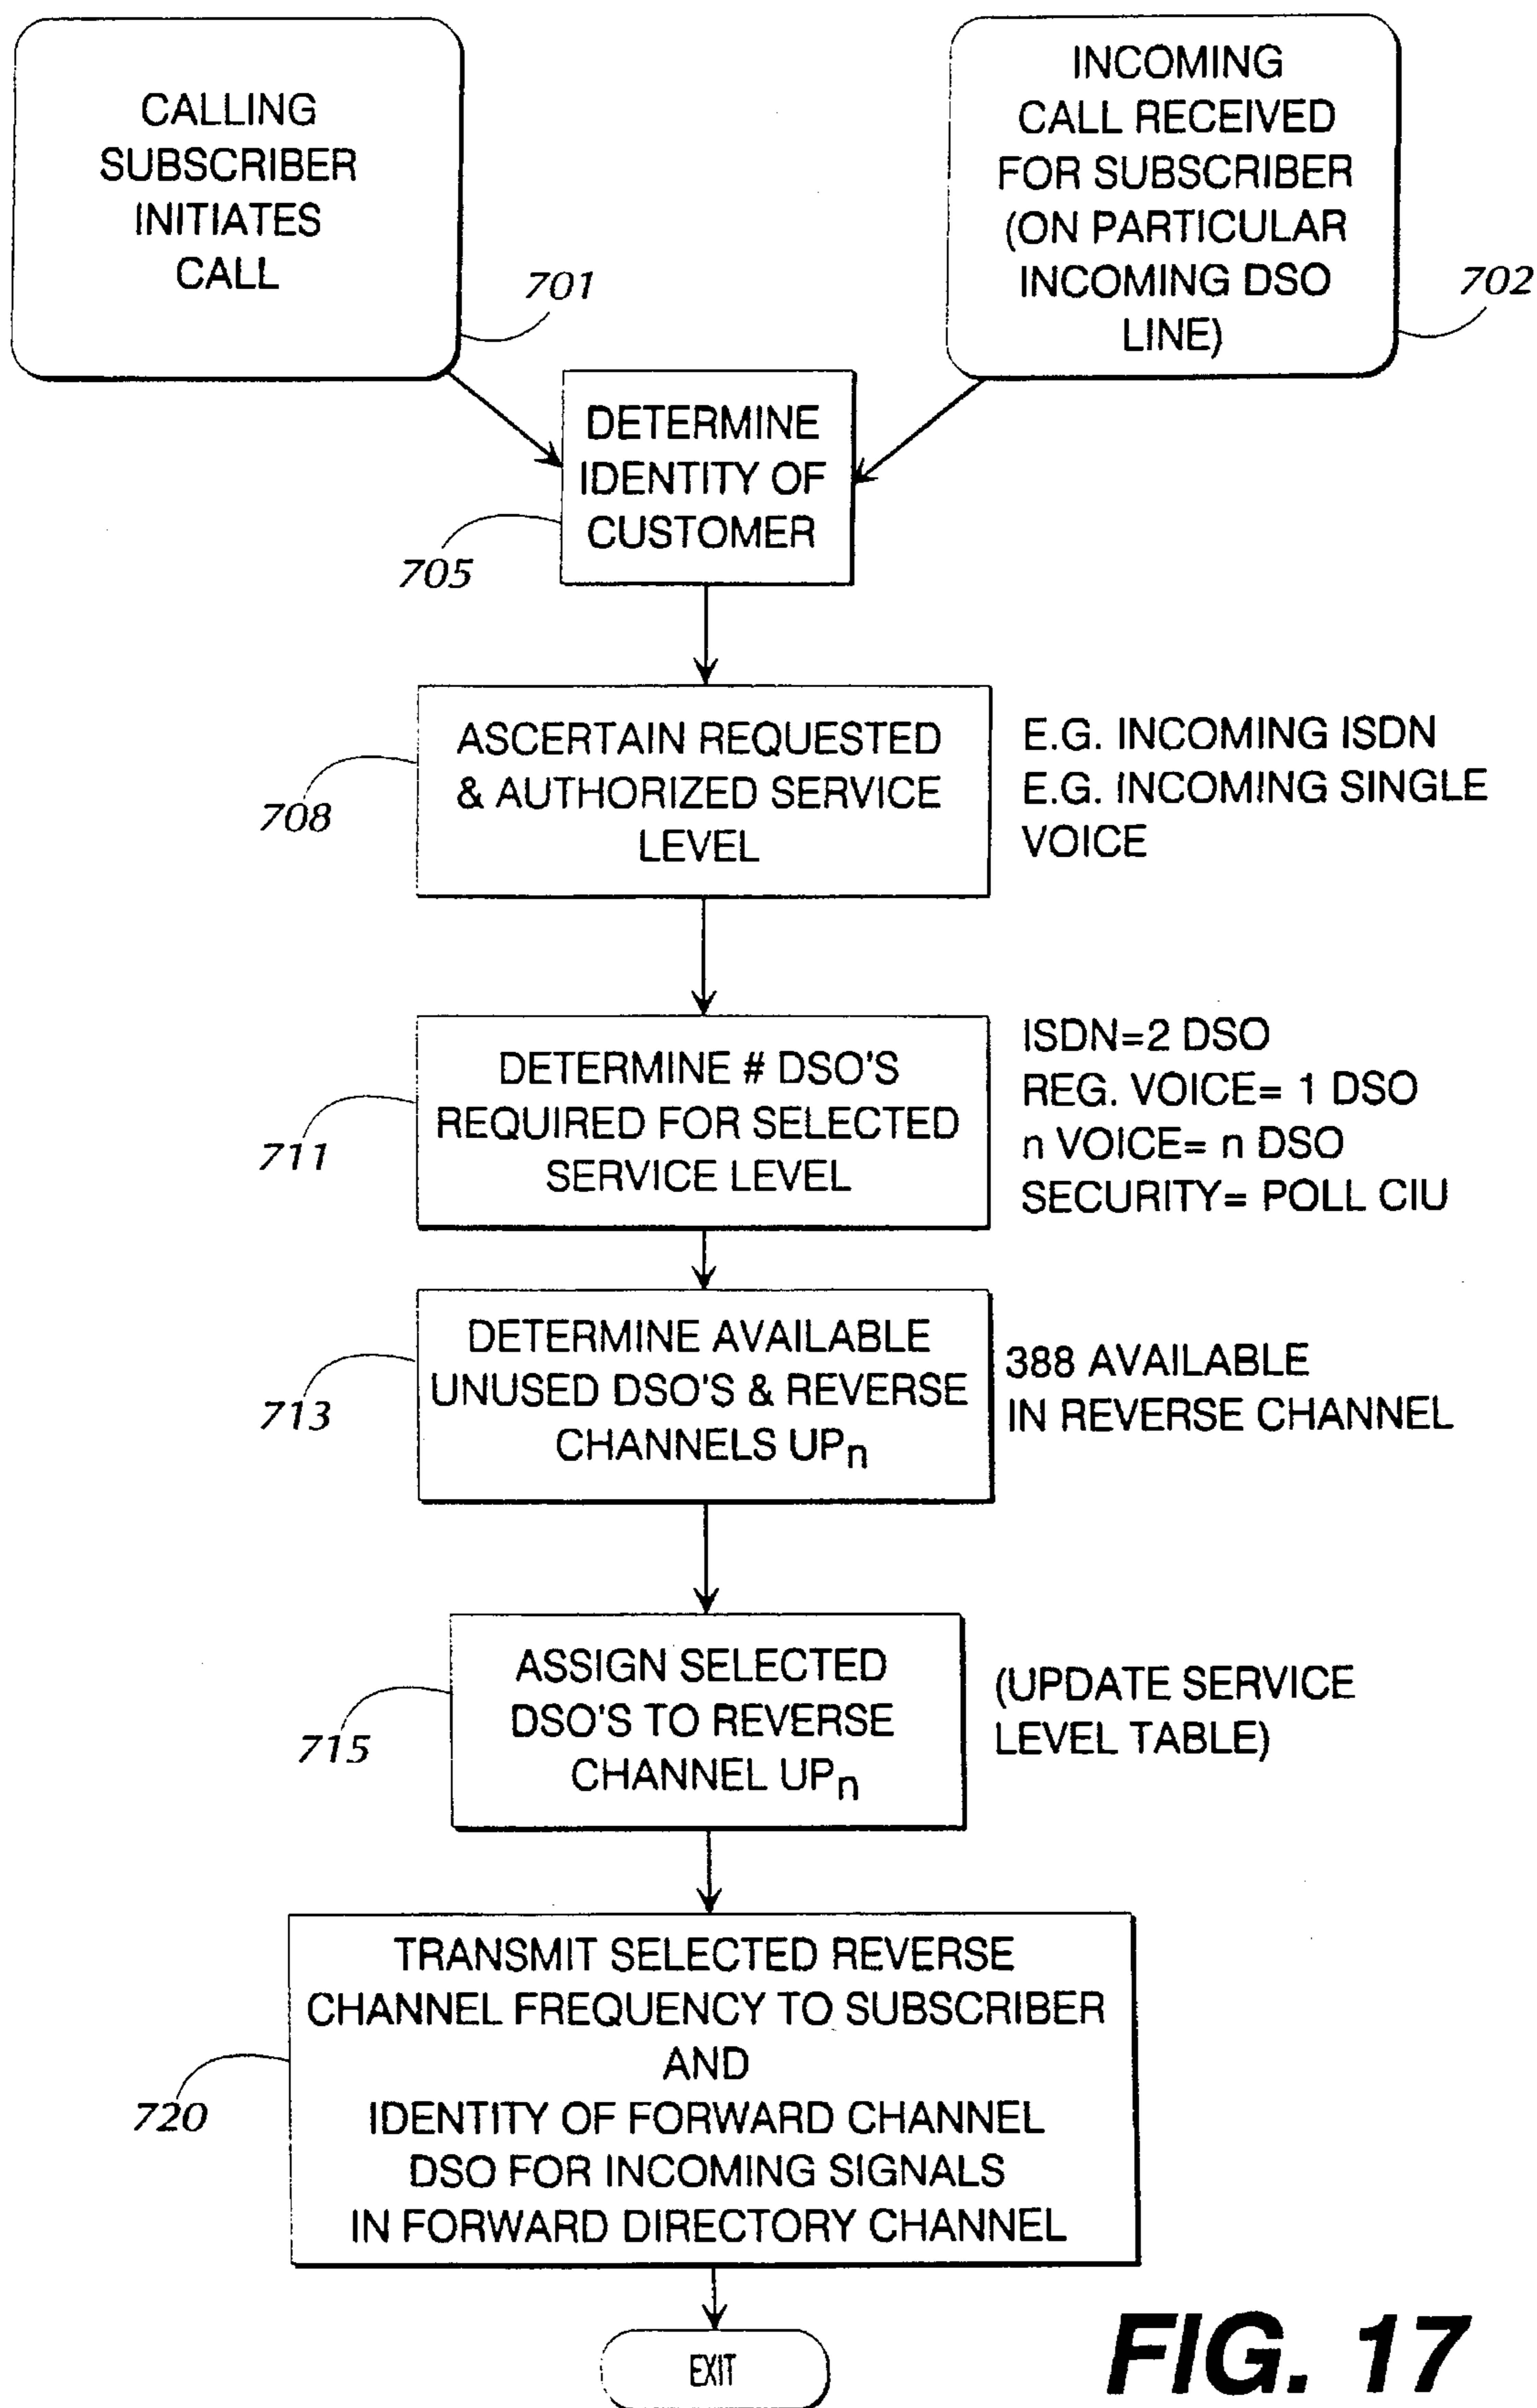 CALLING
SUBSCRIBER
INITIATES
CALL
701
INCOMING
CALL RECEIVED
FOR SUBSCRIBER
(ON PARTICULAR
INCOMING DSO
LINE)
702
DETERMINE
IDENTITY OF
CUSTOMER
705
ASCERTAIN REQUESTED
& AUTHORIZED SERVICE
LEVEL
708
E.G. INCOMING ISDN
E.G. INCOMING SINGLE
VOICE
DETERMINE # DSO'S
REQUIRED FOR SELECTED
SERVICE LEVEL
711
ISDN=2 DSO
REG. VOICE= 1 DSO
n VOICE= n DSO
SECURITY= POLL CIU
DETERMINE AVAILABLE
UNUSED DSO'S & REVERSE
CHANNELS UPn
713
388 AVAILABLE
IN REVERSE CHANNEL
ASSIGN SELECTED
DSO'S TO REVERSE
CHANNEL UPn
715
(UPDATE SERVICE
LEVEL TABLE)
TRANSMIT SELECTED REVERSE
CHANNEL FREQUENCY TO SUBSCRIBER
AND
IDENTITY OF FORWARD CHANNEL
DSO FOR INCOMING SIGNALS
IN FORWARD DIRECTORY CHANNEL
720
EXIT
FIG. 17